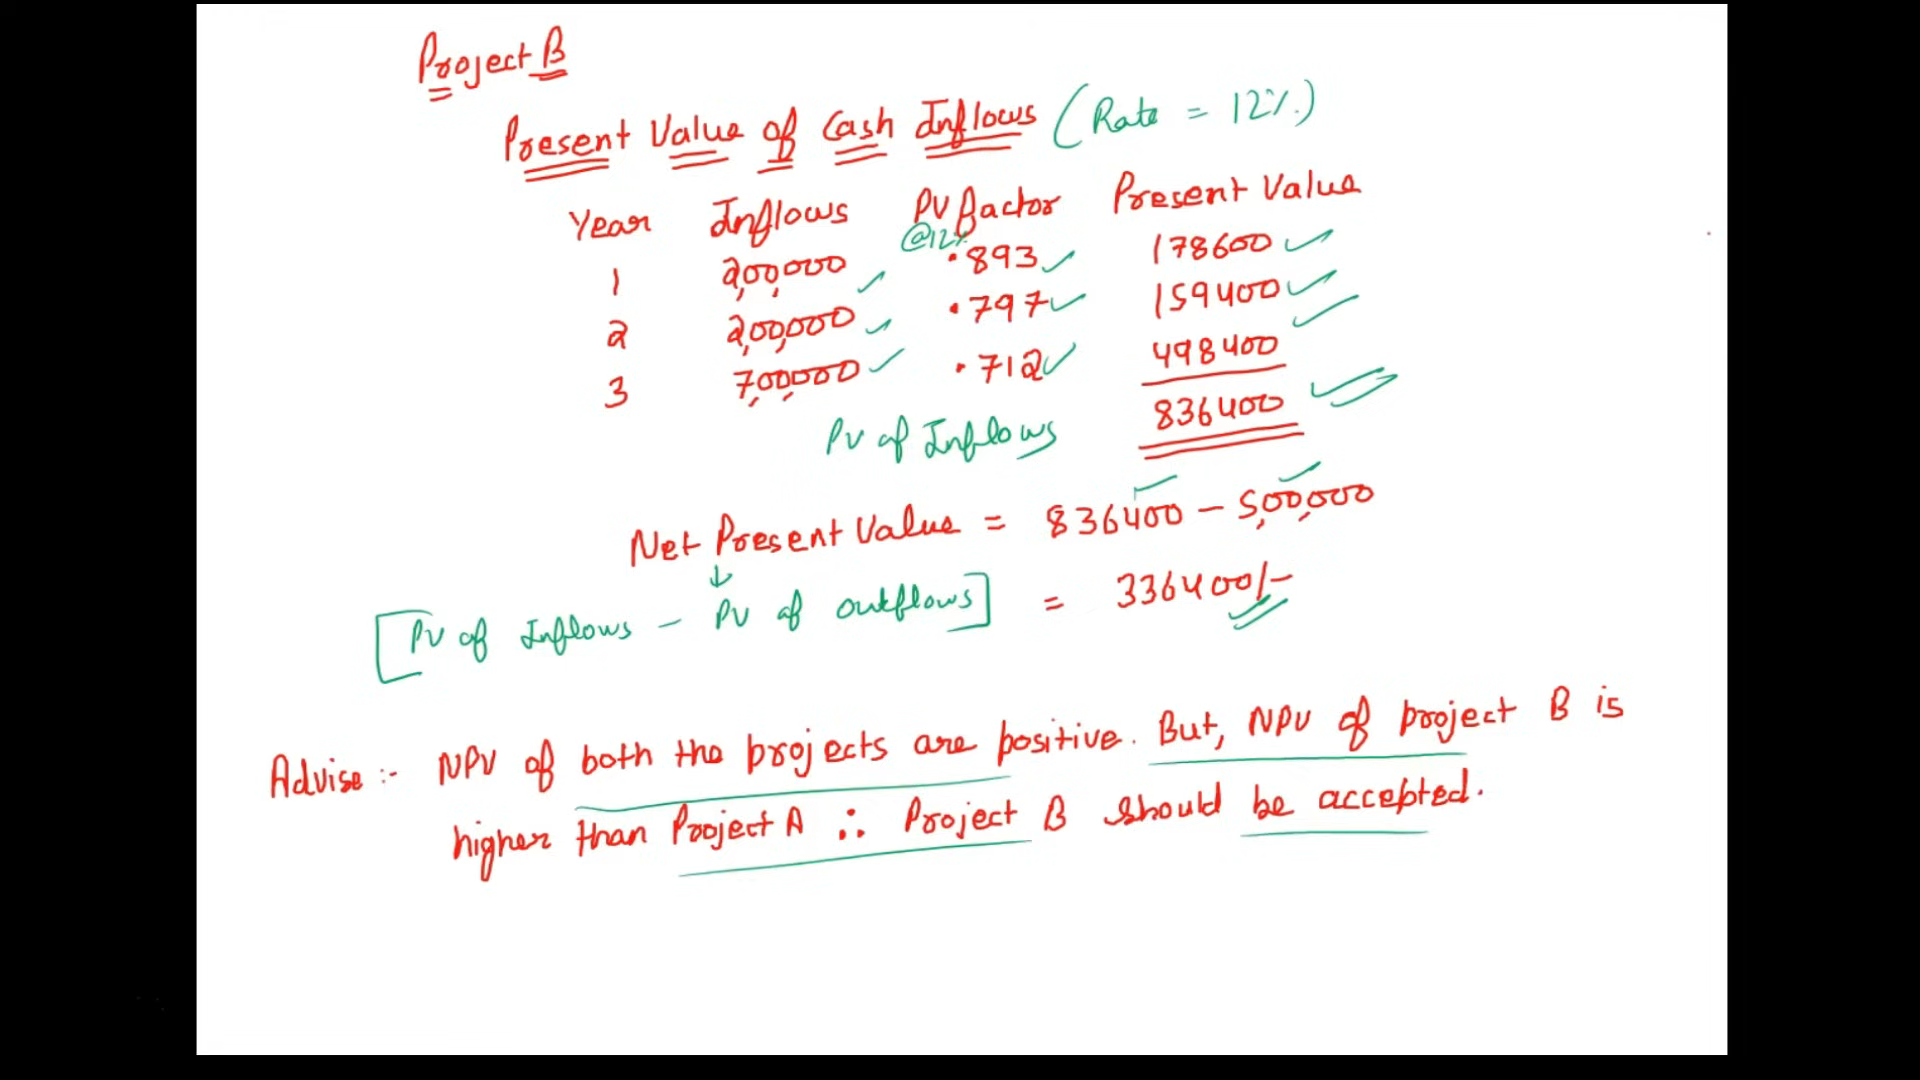 Project B
Present Value of Cash Inflows (Rate = 12%)
Year Inflows PV factor Present Value
@12%
1 2,00,000 .893 178600
2 2,00,000 .797 159400
3 7,00,000 .712 498400
PV of Inflows 836400
Net Present Value = 836400 - 5,00,000
[PV of Inflows - PV of outflows] = 336400/-
Advise :- NPV of both the projects are positive. But, NPV of project B is
higher than Project A ∴ Project B should be accepted.